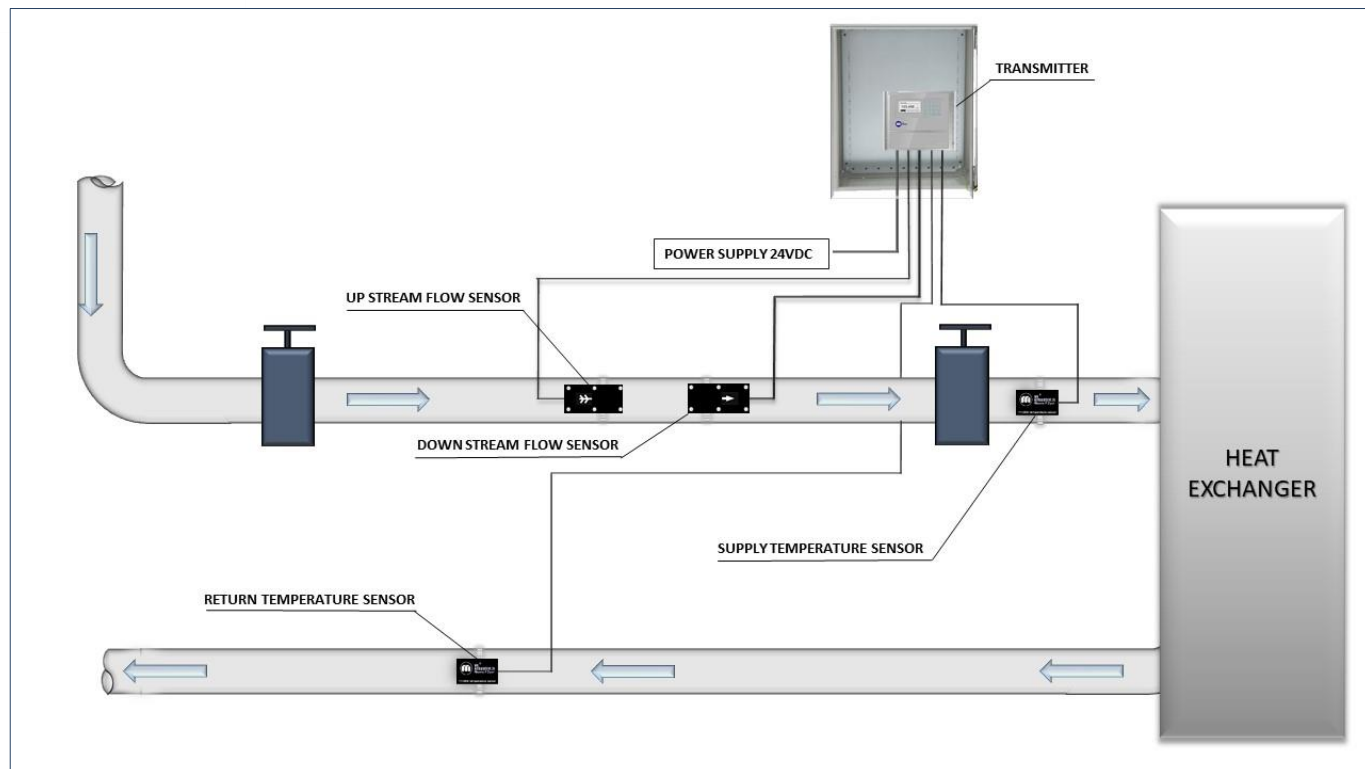 TRANSMITTER
POWER SUPPLY 24VDC
UP STREAM FLOW SENSOR
DOWN STREAM FLOW SENSOR
HEAT
EXCHANGER
SUPPLY TEMPERATURE SENSOR
RETURN TEMPERATURE SENSOR